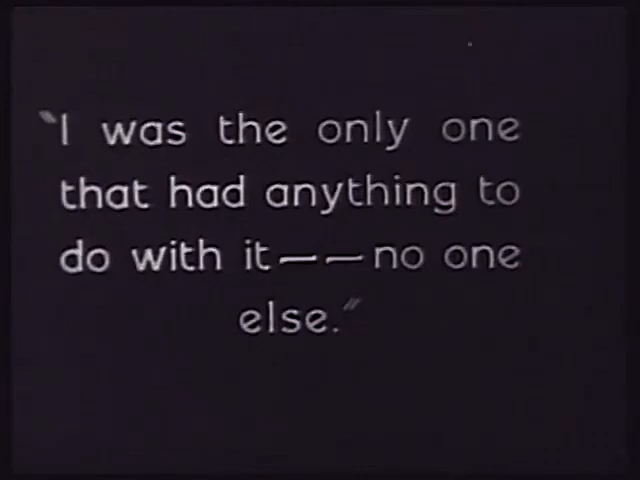 "I was the only one
that had anything to
do with it — — no one
else."